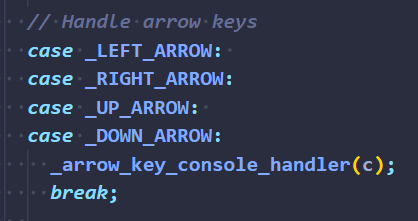 // Handle arrow keys
case _LEFT_ARROW:
case _RIGHT_ARROW:
case _UP_ARROW:
case _DOWN_ARROW:
_arrow_key_console_handler(c);
break;